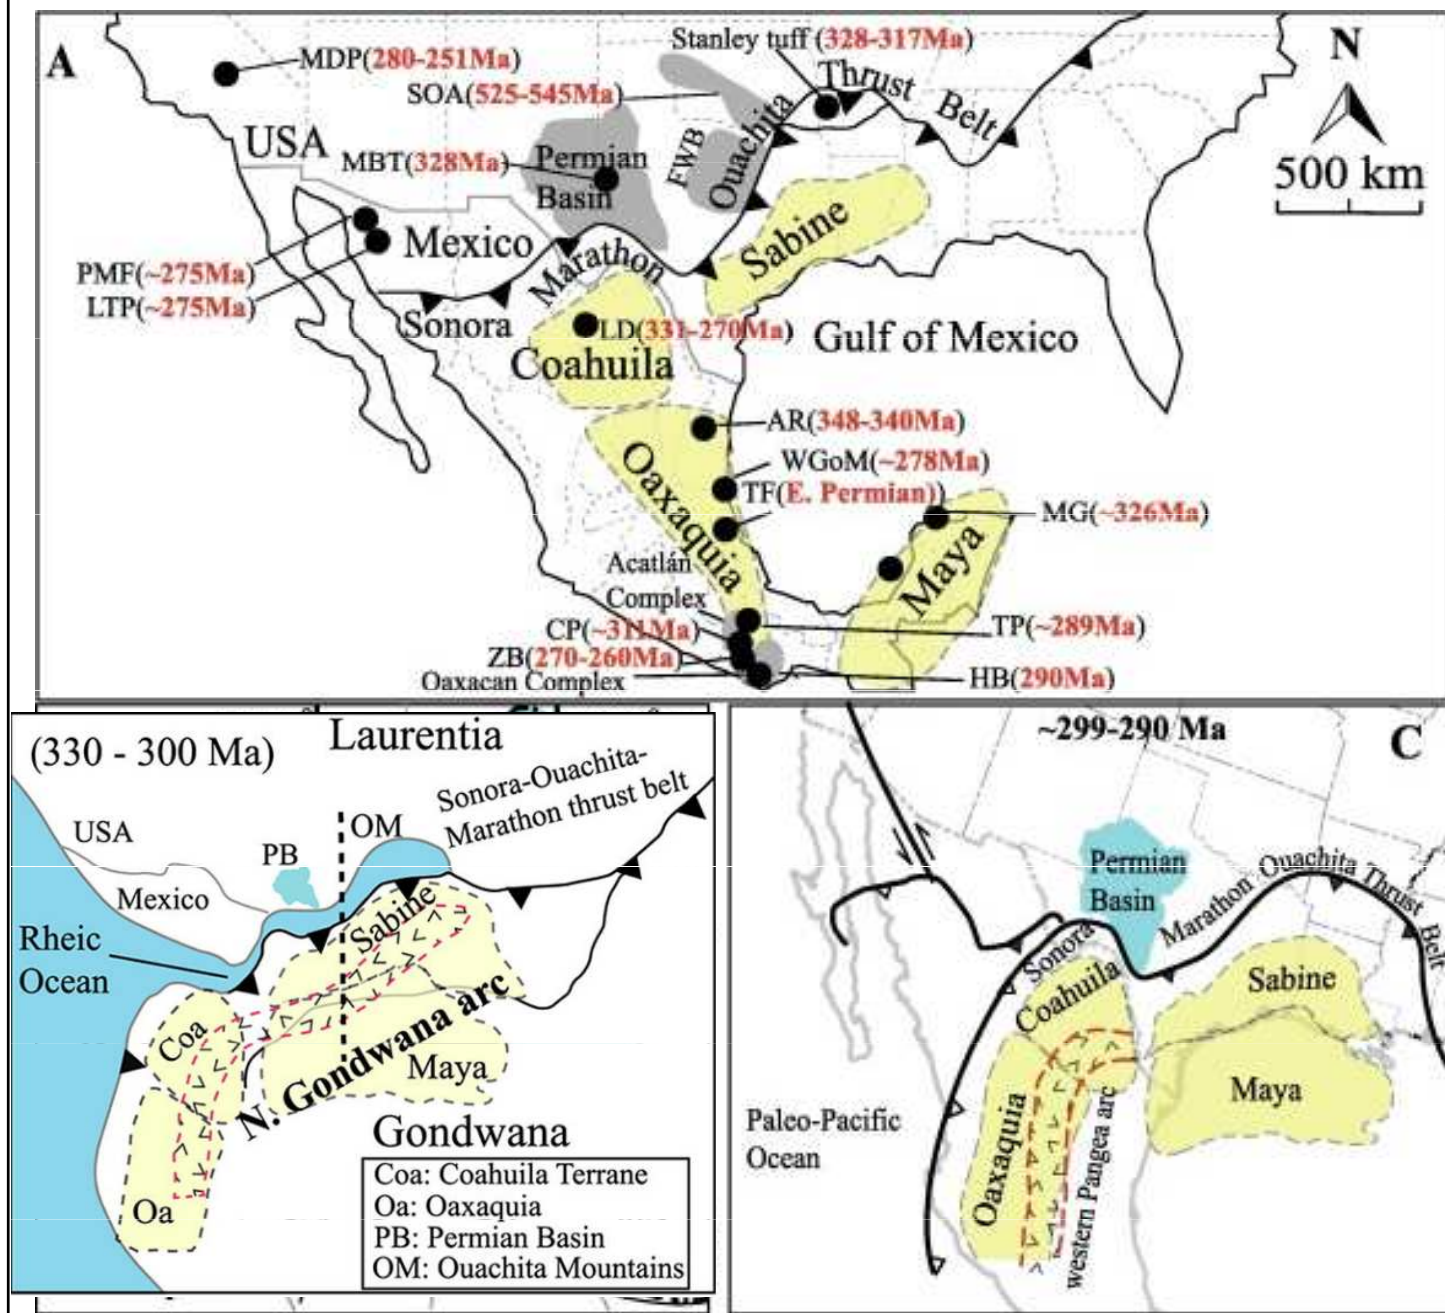 A
MDP(280-251Ma)
Stanley tuff (328-317Ma)
N
SOA(525-545Ma)
Thrust
Belt
USA
MBT(328Ma)
Permian
Basin
FWB
Ouachita
500 km
Mexico
Marathon
Sabine
PMF(~275Ma)
LTP(~275Ma)
Sonora
LD(331-270Ma)
Gulf of Mexico
Coahuila
AR(348-340Ma)
WGoM(~278Ma)
TF(E. Permian))
Oaxaquia
MG(~326Ma)
Maya
Acatlán
Complex
CP(~311Ma)
TP(~289Ma)
ZB(270-260Ma)
Oaxacan Complex
HB(290Ma)
(330 - 300 Ma)
Laurentia
Sonora-Ouachita-
Marathon thrust belt
USA
OM
PB
Mexico
Sabine
Rheic
Ocean
Coa
N. Gondwana arc
Maya
Oa
Gondwana
Coa: Coahuila Terrane
Oa: Oaxaquia
PB: Permian Basin
OM: Ouachita Mountains
~299-290 Ma
C
Permian
Basin
Marathon Ouachita Thrust
Belt
Sonora
Coahuila
Sabine
Maya
Paleo-Pacific
Ocean
Oaxaquia
western Pangea arc